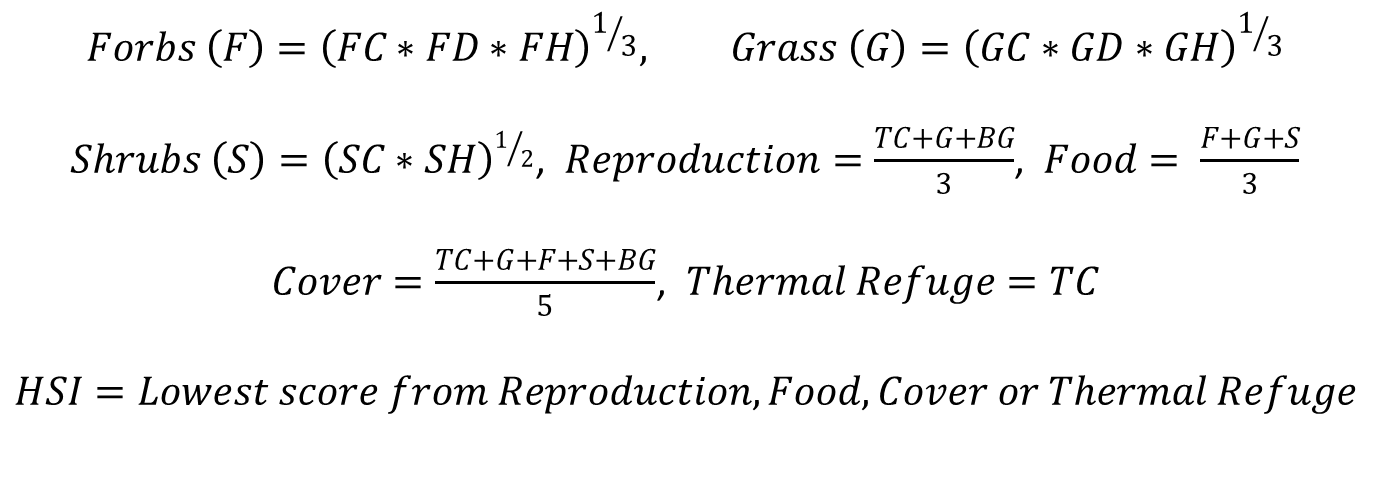 Forbs (F) = (FC * FD * FH)^1/3, Grass (G) = (GC * GD * GH)^1/3
Shrubs (S) = (SC * SH)^1/2, Reproduction = TC+G+BG/3, Food = F+G+S/3
Cover = TC+G+F+S+BG/5, Thermal Refuge = TC
HSI = Lowest score from Reproduction, Food, Cover or Thermal Refuge